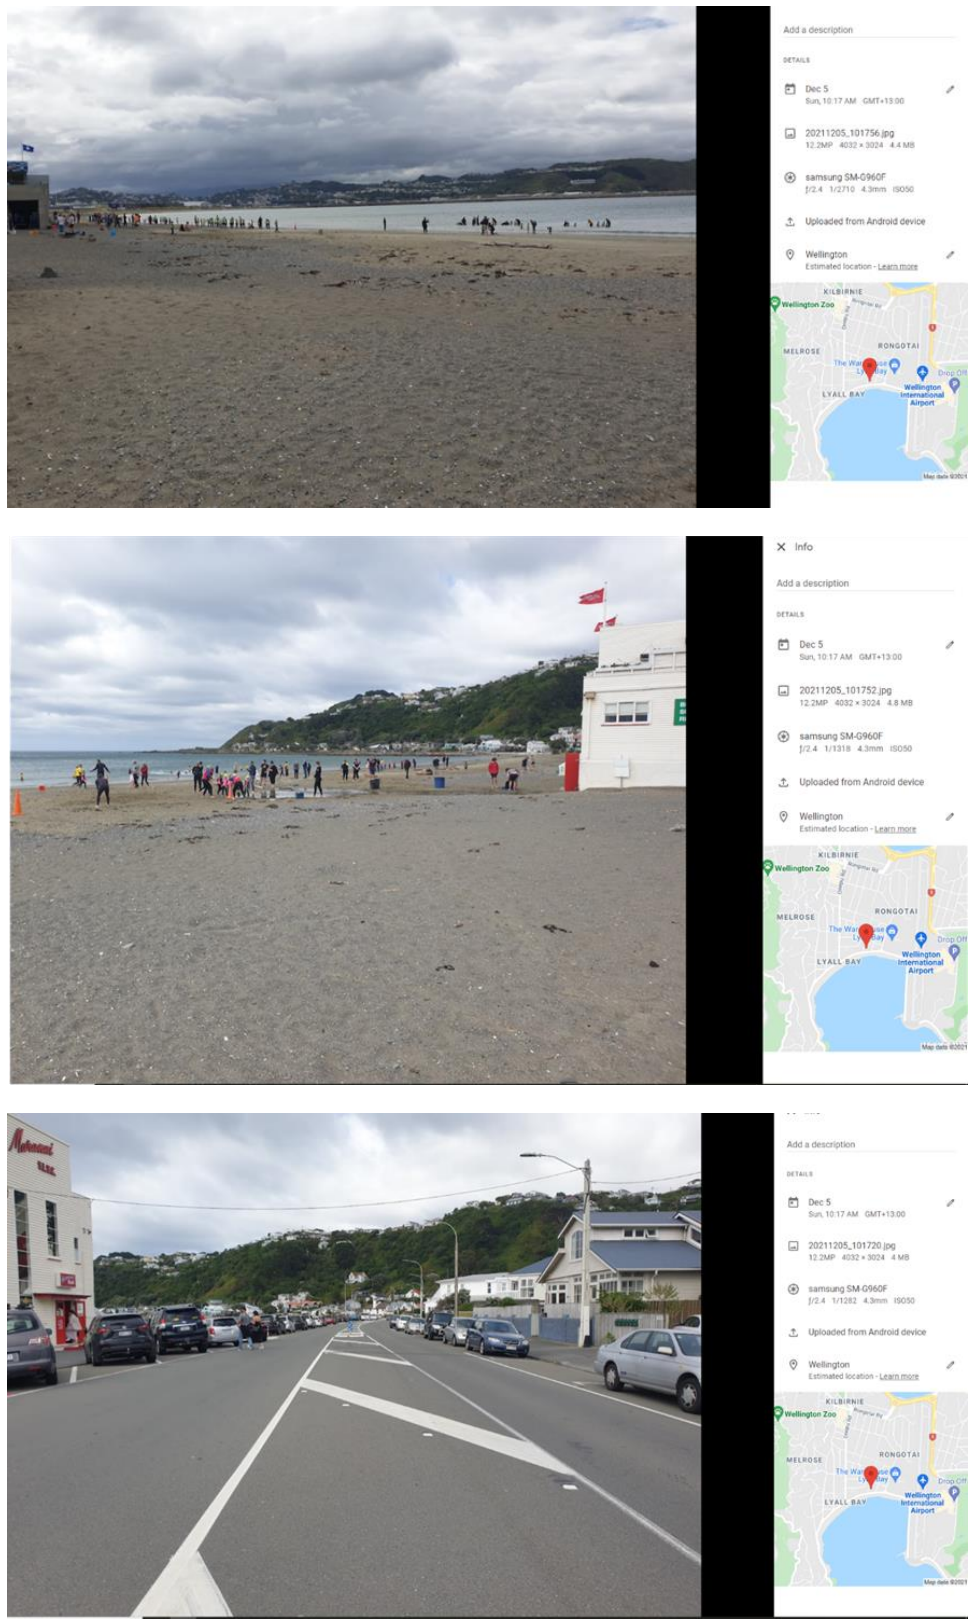 Add a description
DETAILS
Dec 5
Sun, 10:17 AM GMT+13:00
20211205_101756.jpg
12.2MP 4032 × 3024 4.4 MB
samsung SM-G960F
ƒ/2.4 1/2710 4.3mm ISO50
Uploaded from Android device
Wellington
Estimated location - Learn more
KILBIRNIE
Wellington Zoo
RONGOTAI
MELROSE
LYALL BAY
Wellington
International
Airport
Drop Off
Map data ©2021
Info
Add a description
DETAILS
Dec 5
Sun, 10:17 AM GMT+13:00
20211205_101752.jpg
12.2MP 4032 × 3024 4.8 MB
samsung SM-G960F
ƒ/2.4 1/1318 4.3mm ISO50
Uploaded from Android device
Wellington
Estimated location - Learn more
KILBIRNIE
Wellington Zoo
RONGOTAI
MELROSE
LYALL BAY
Wellington
International
Airport
Drop Off
Map data ©2021
Maranui
S.L.S.C.
Add a description
DETAILS
Dec 5
Sun, 10:17 AM GMT+13:00
20211205_101720.jpg
12.2MP 4032 × 3024 4 MB
samsung SM-G960F
ƒ/2.4 1/1282 4.3mm ISO50
Uploaded from Android device
Wellington
Estimated location - Learn more
KILBIRNIE
Wellington Zoo
RONGOTAI
MELROSE
LYALL BAY
Wellington
International
Airport
Drop Off
Map data ©2021